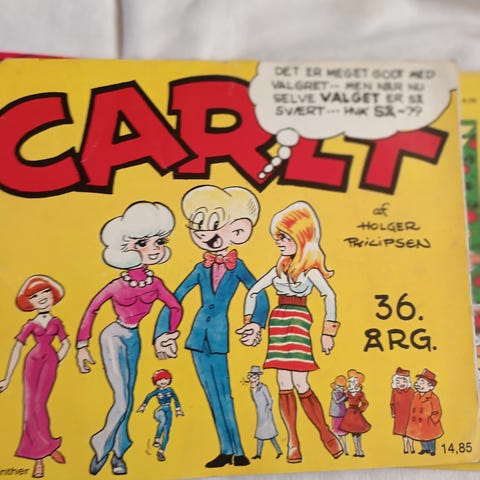 DET ER MEGET GODT MED
VALGRET--- MEN NÅR NU
SELVE VALGET ER SÅ
SVÆRT--- HVA' SÅ-??
CARLT
af
HOLGER
PHILIPSEN
36.
ÅRG.
14,85